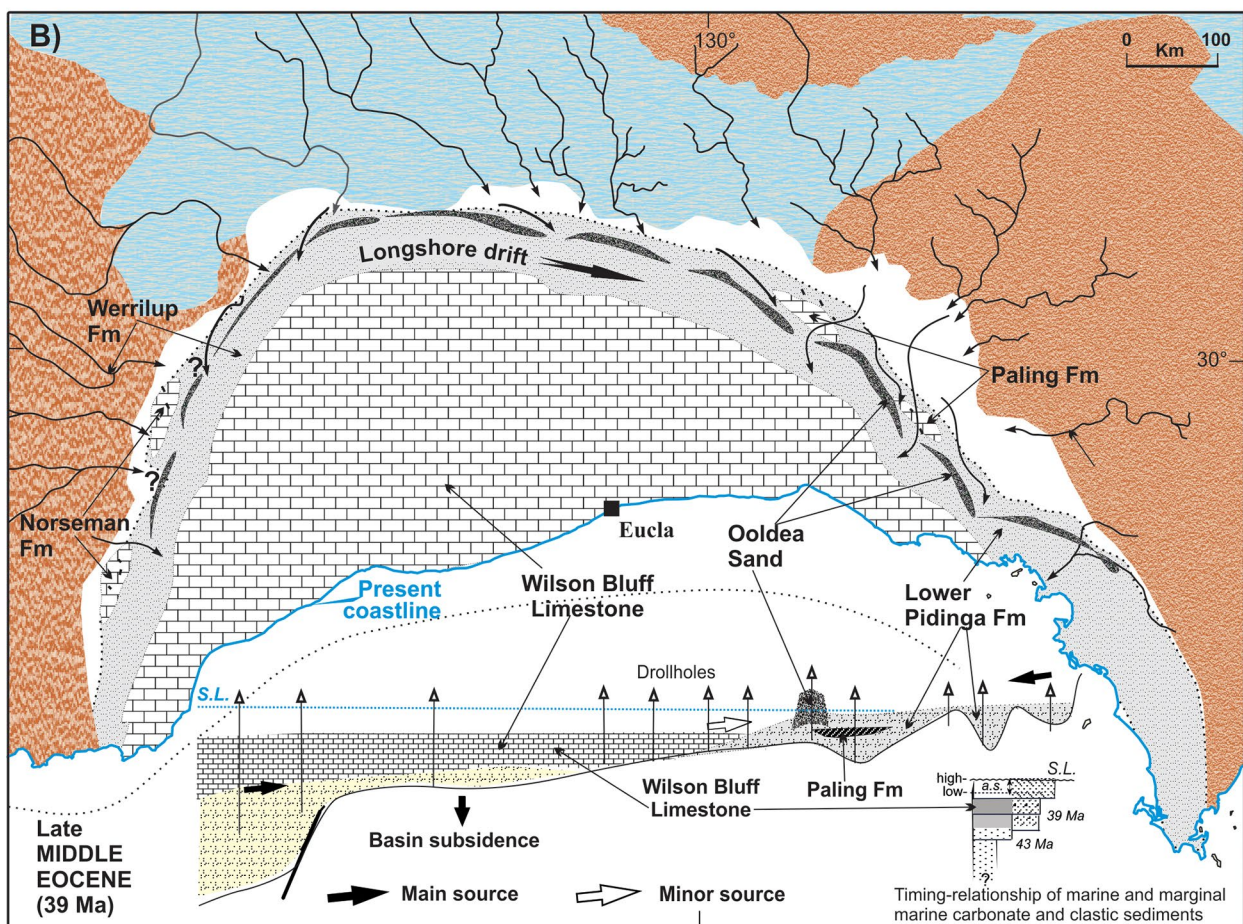 B)
130°
0 100
Km
Longshore drift
Werrilup
Fm
30°
Paling Fm
?
?
Norseman
Fm
Eucla
Ooldea
Sand
Wilson Bluff
Limestone
Present
coastline
Lower
Pidinga Fm
Drollholes
S.L.
Wilson Bluff
Limestone
Paling Fm
S.L.
high-
low-
a.s.
39 Ma
43 Ma
?
Basin subsidence
Late
MIDDLE
EOCENE
(39 Ma)
Main source
Minor source
Timing-relationship of marine and marginal
marine carbonate and clastic sediments